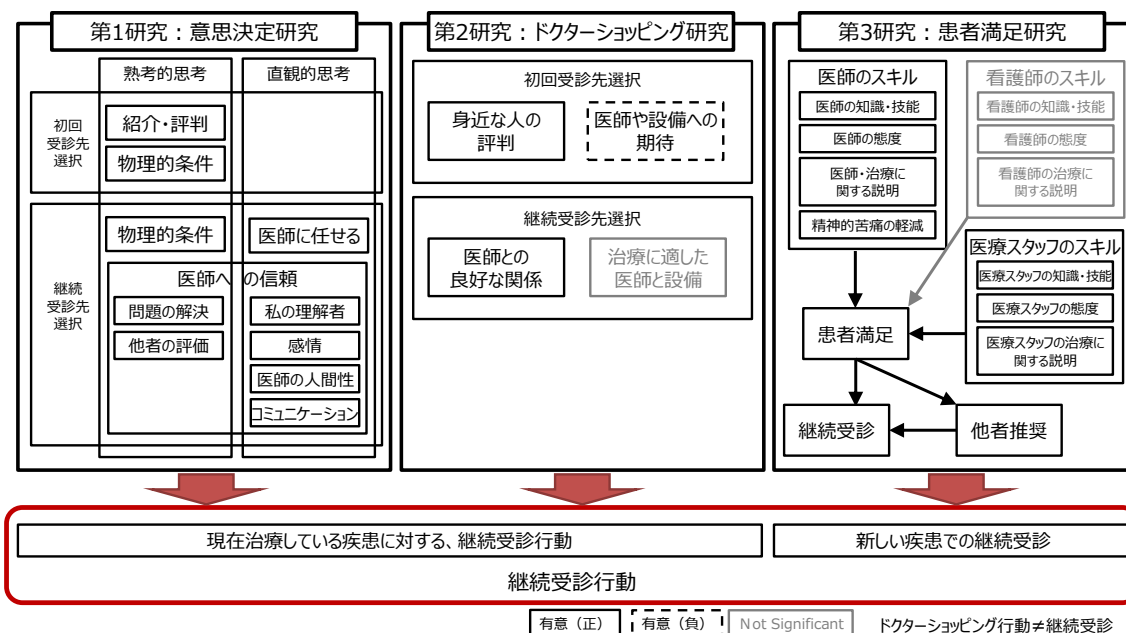 第1研究：意思決定研究
熟考的思考
直観的思考
初回
受診先
選択
紹介・評判
物理的条件
継続
受診先
選択
物理的条件
医師に任せる
医師への信頼
問題の解決
私の理解者
他者の評価
感情
医師の人間性
コミュニケーション
第2研究：ドクターショッピング研究
初回受診先選択
身近な人の
評判
医師や設備への
期待
継続受診先選択
医師との
良好な関係
治療に適した
医師と設備
第3研究：患者満足研究
医師のスキル
医師の知識・技能
医師の態度
医師・治療に
関する説明
精神的苦痛の軽減
看護師のスキル
看護師の知識・技能
看護師の態度
看護師の治療に
関する説明
医療スタッフのスキル
医療スタッフの知識・技能
医療スタッフの態度
医療スタッフの治療に
関する説明
患者満足
継続受診
他者推奨
現在治療している疾患に対する、継続受診行動
新しい疾患での継続受診
継続受診行動
有意（正）
有意（負）
Not Significant
ドクターショッピング行動≠継続受診